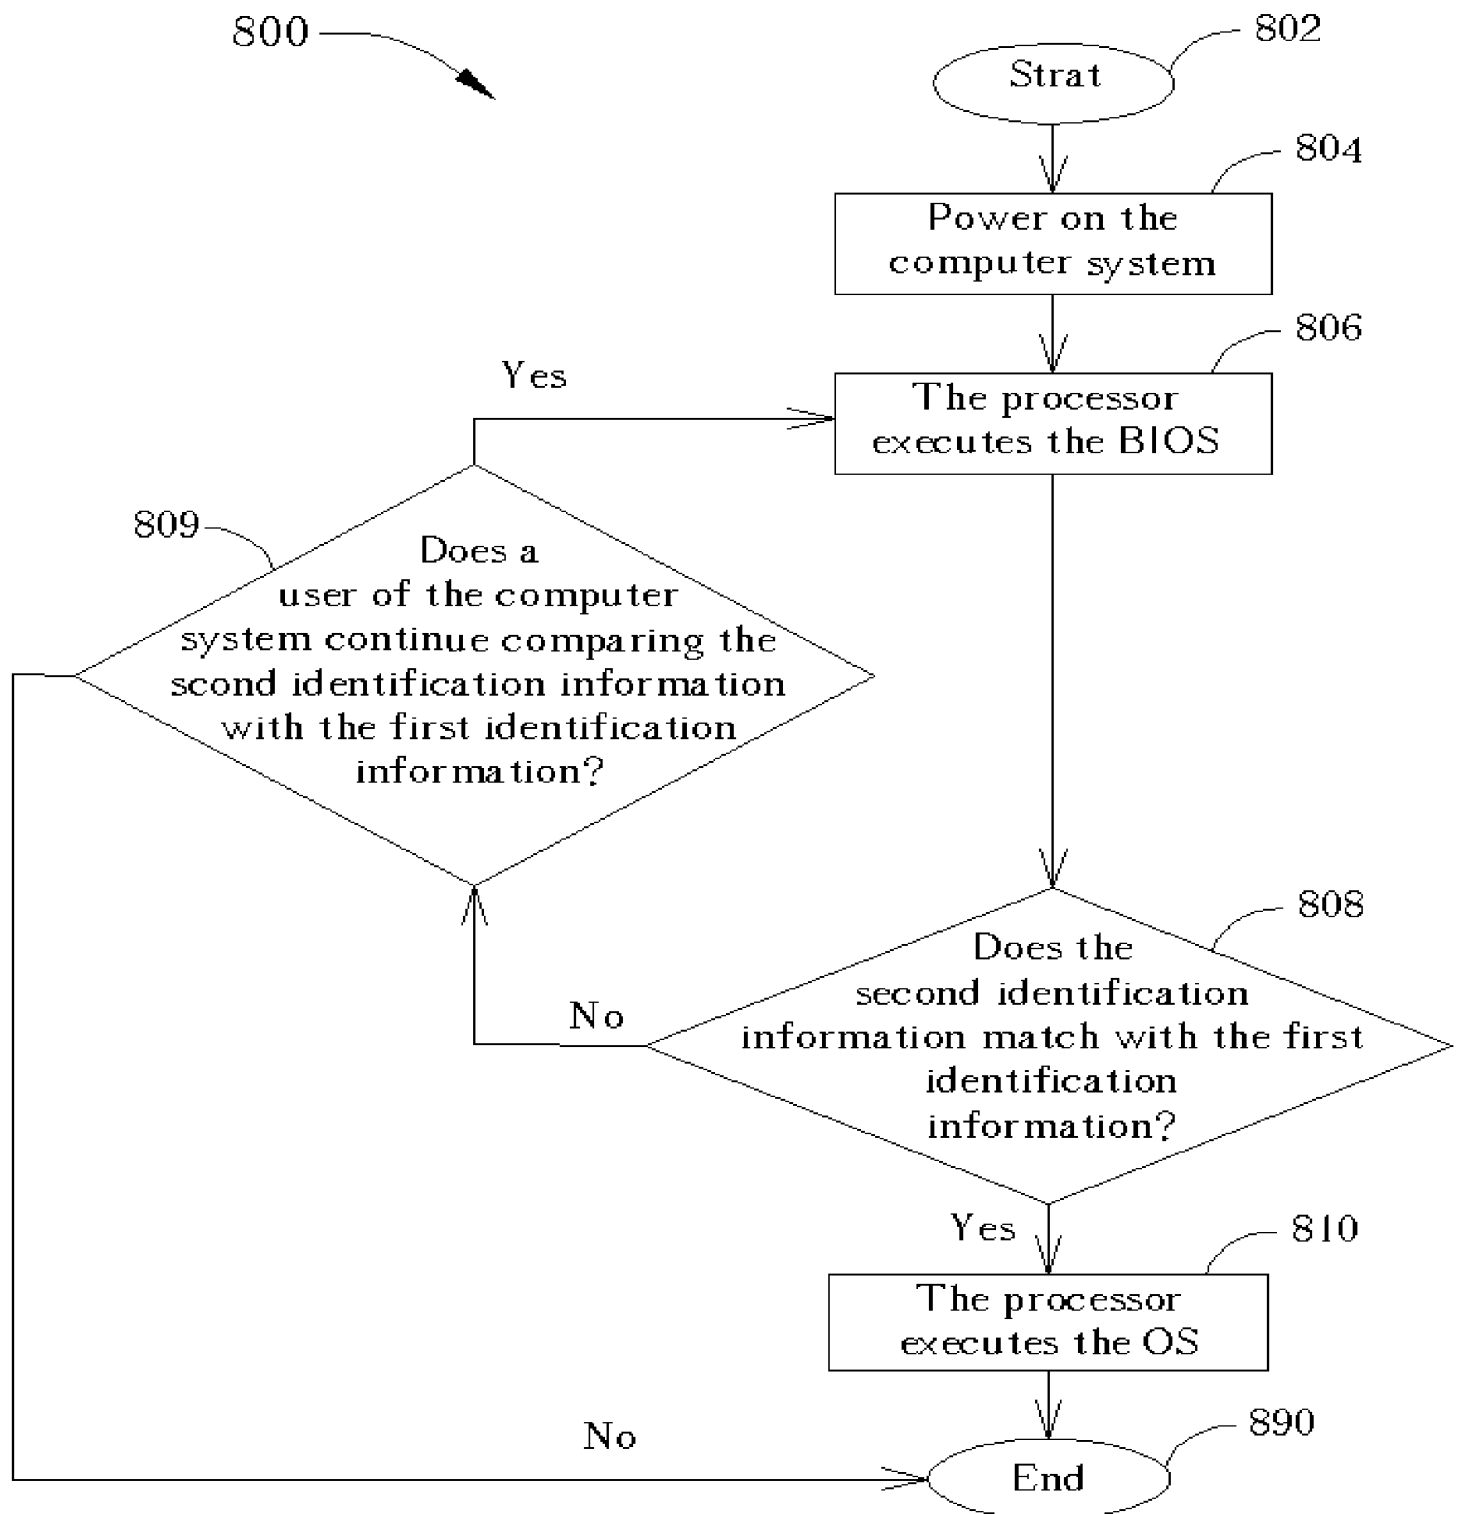 800
802
Strat
804
Power on the
computer system
806
The processor
executes the BIOS
Yes
809
Does a
user of the computer
system continue comparing the
scond identification information
with the first identification
information?
808
Does the
second identification
information match with the first
identification
information?
No
Yes
810
The processor
executes the OS
890
No
End